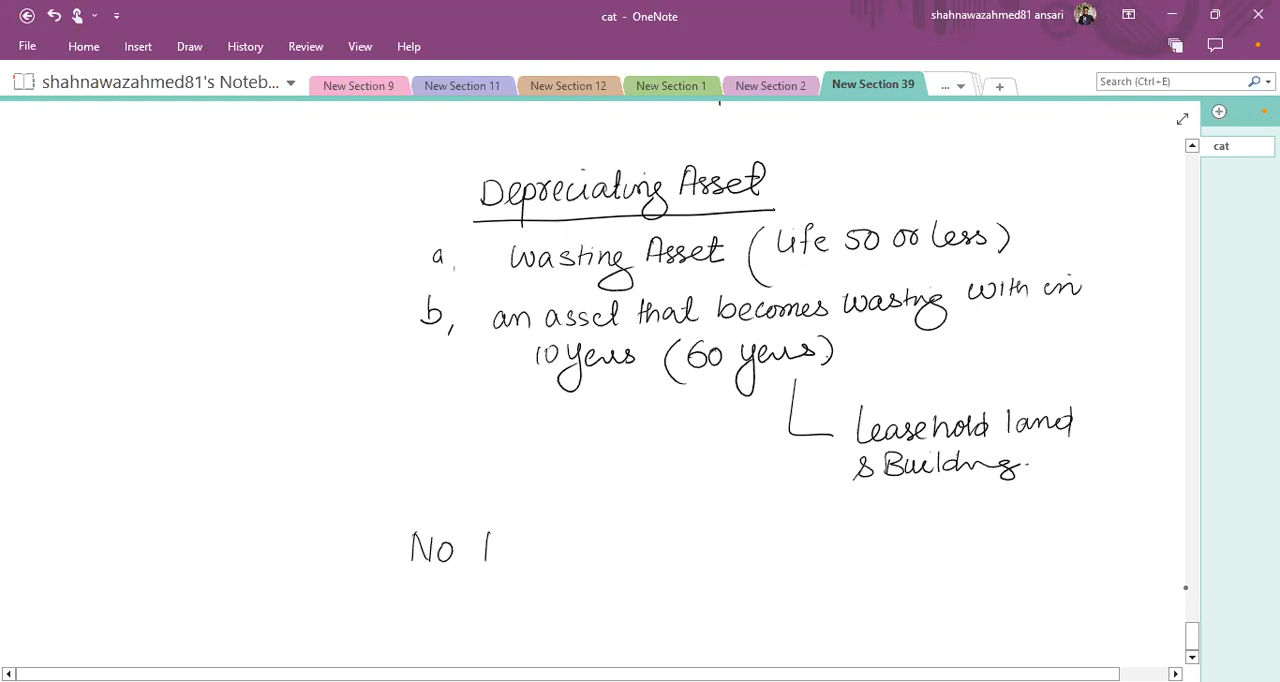 cat - OneNote
shahnawazahmed81 ansari
File Home Insert Draw History Review View Help
shahnawazahmed81's Noteb... New Section 9 New Section 11 New Section 12 New Section 1 New Section 2 New Section 39 ... Search (Ctrl+E)
cat
Depreciating Asset
a. wasting Asset (life 50 or less)
b, an asset that becomes wasting with in
10 years (60 years)
Leasehold land
& Building.
No